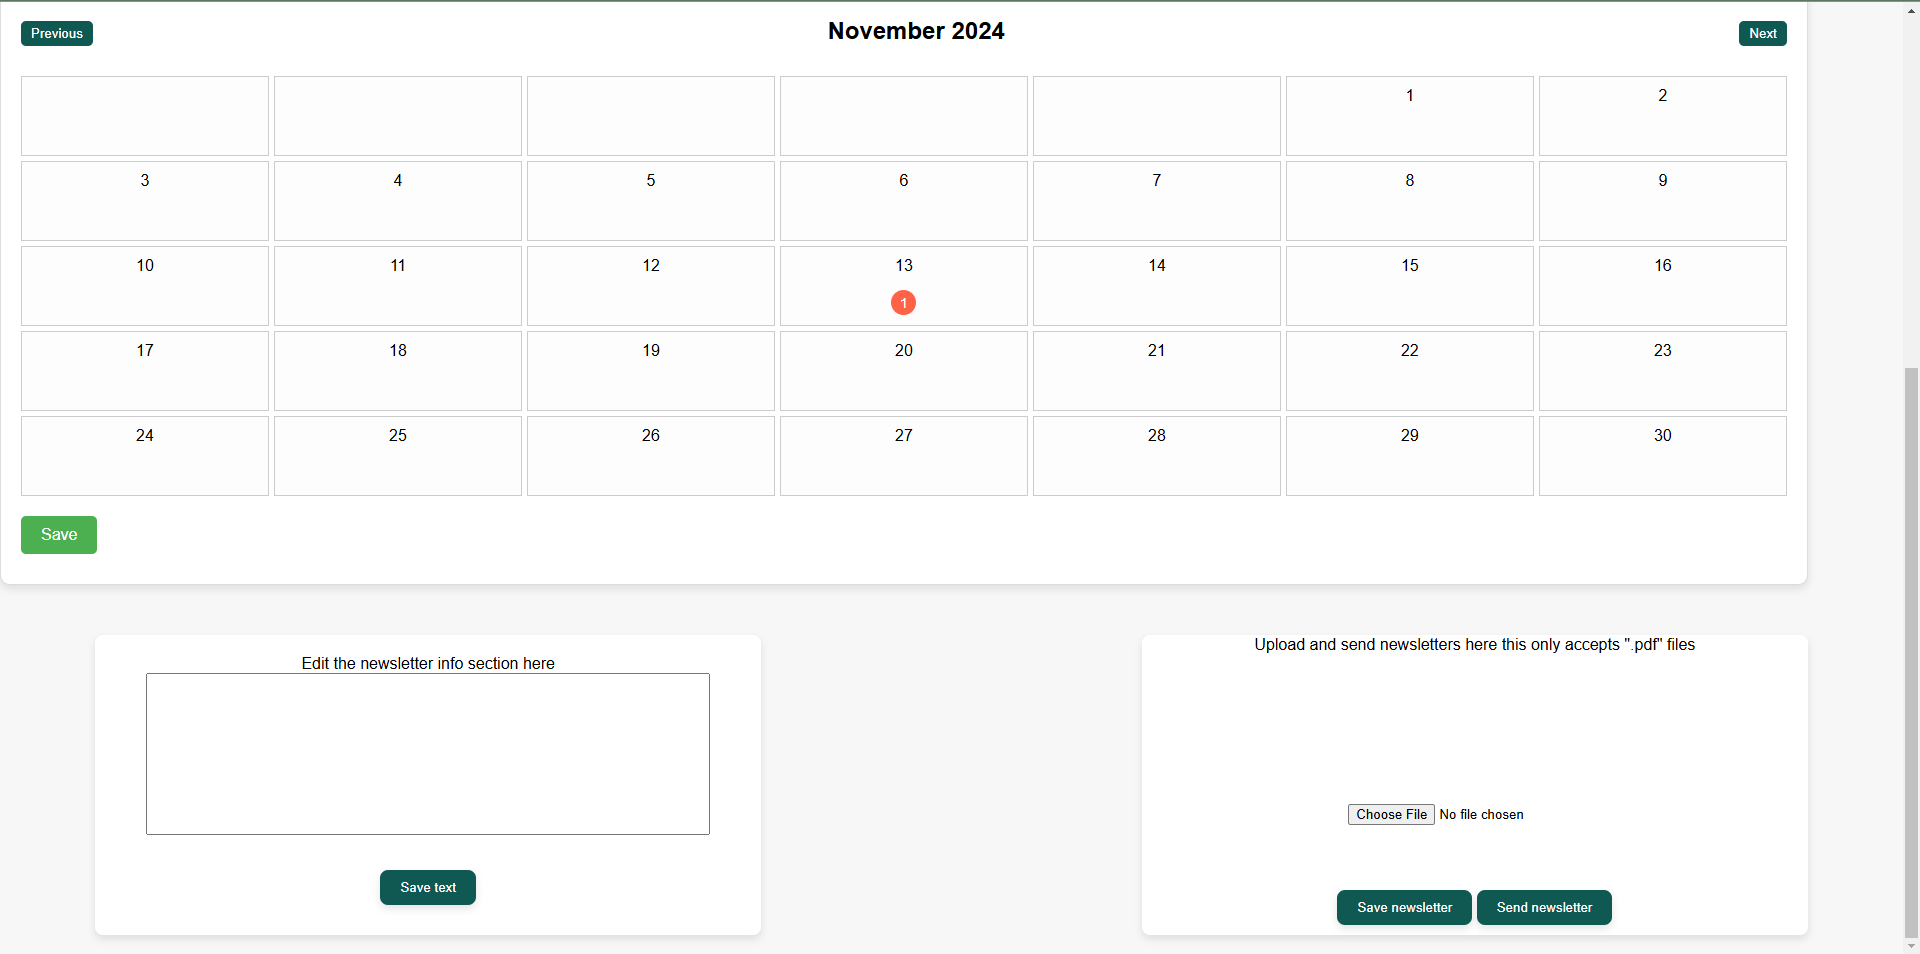 Previous
November 2024
Next
1 2
3 4 5 6 7 8 9
10 11 12 13 14 15 16
1
17 18 19 20 21 22 23
24 25 26 27 28 29 30
Save
Upload and send newsletters here this only accepts ".pdf" files
Edit the newsletter info section here
Choose File No file chosen
Save text
Save newsletter Send newsletter